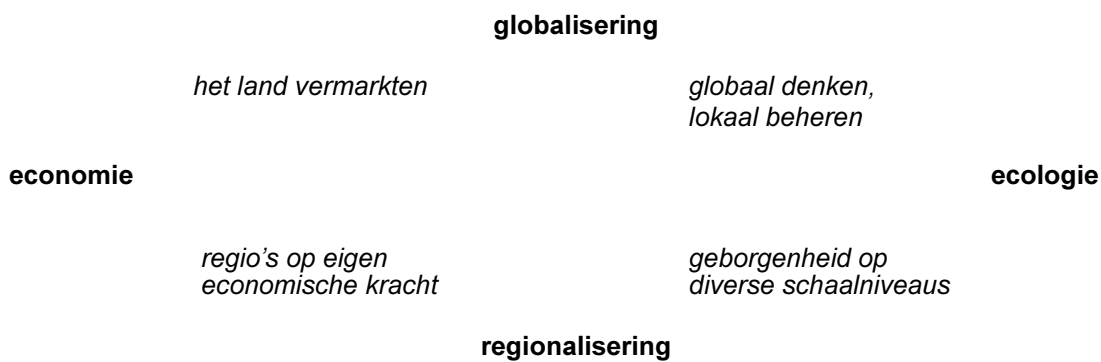 globalisering
het land vermarkten
globaal denken,
lokaal beheren
economie
ecologie
regio's op eigen
economische kracht
geborgenheid op
diverse schaalniveaus
regionalisering